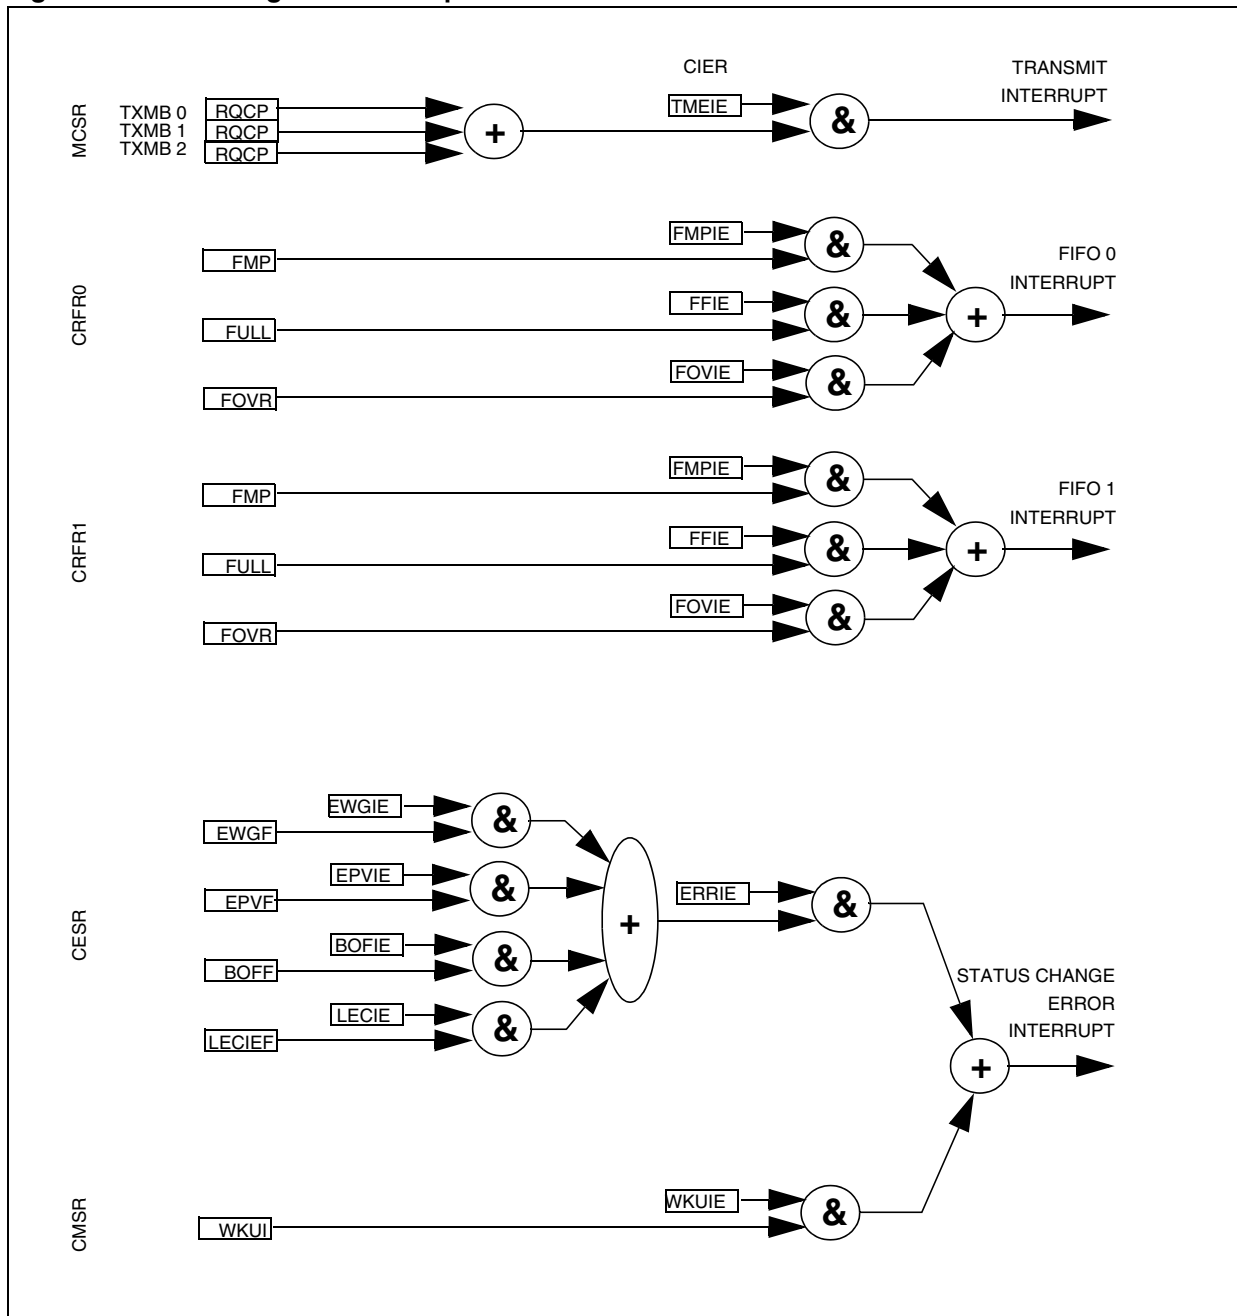 CIER
TRANSMIT
INTERRUPT
MCSR
TXMB 0 RQCP
TXMB 1 RQCP
TXMB 2 RQCP
+
TMEIE
&
CRFR0
FMPIE
FMP
&
FFIE
FULL
&
FOVIE
FOVR
&
+
FIFO 0
INTERRUPT
CRFR1
FMPIE
FMP
&
FFIE
FULL
&
FOVIE
FOVR
&
+
FIFO 1
INTERRUPT
CESR
EWGIE
EWGF
&
EPVIE
EPVF
&
BOFIE
BOFF
&
LECIE
LECIEF
&
+
ERRIE
&
STATUS CHANGE
ERROR
INTERRUPT
+
CMSR
WKUIE
WKUI
&